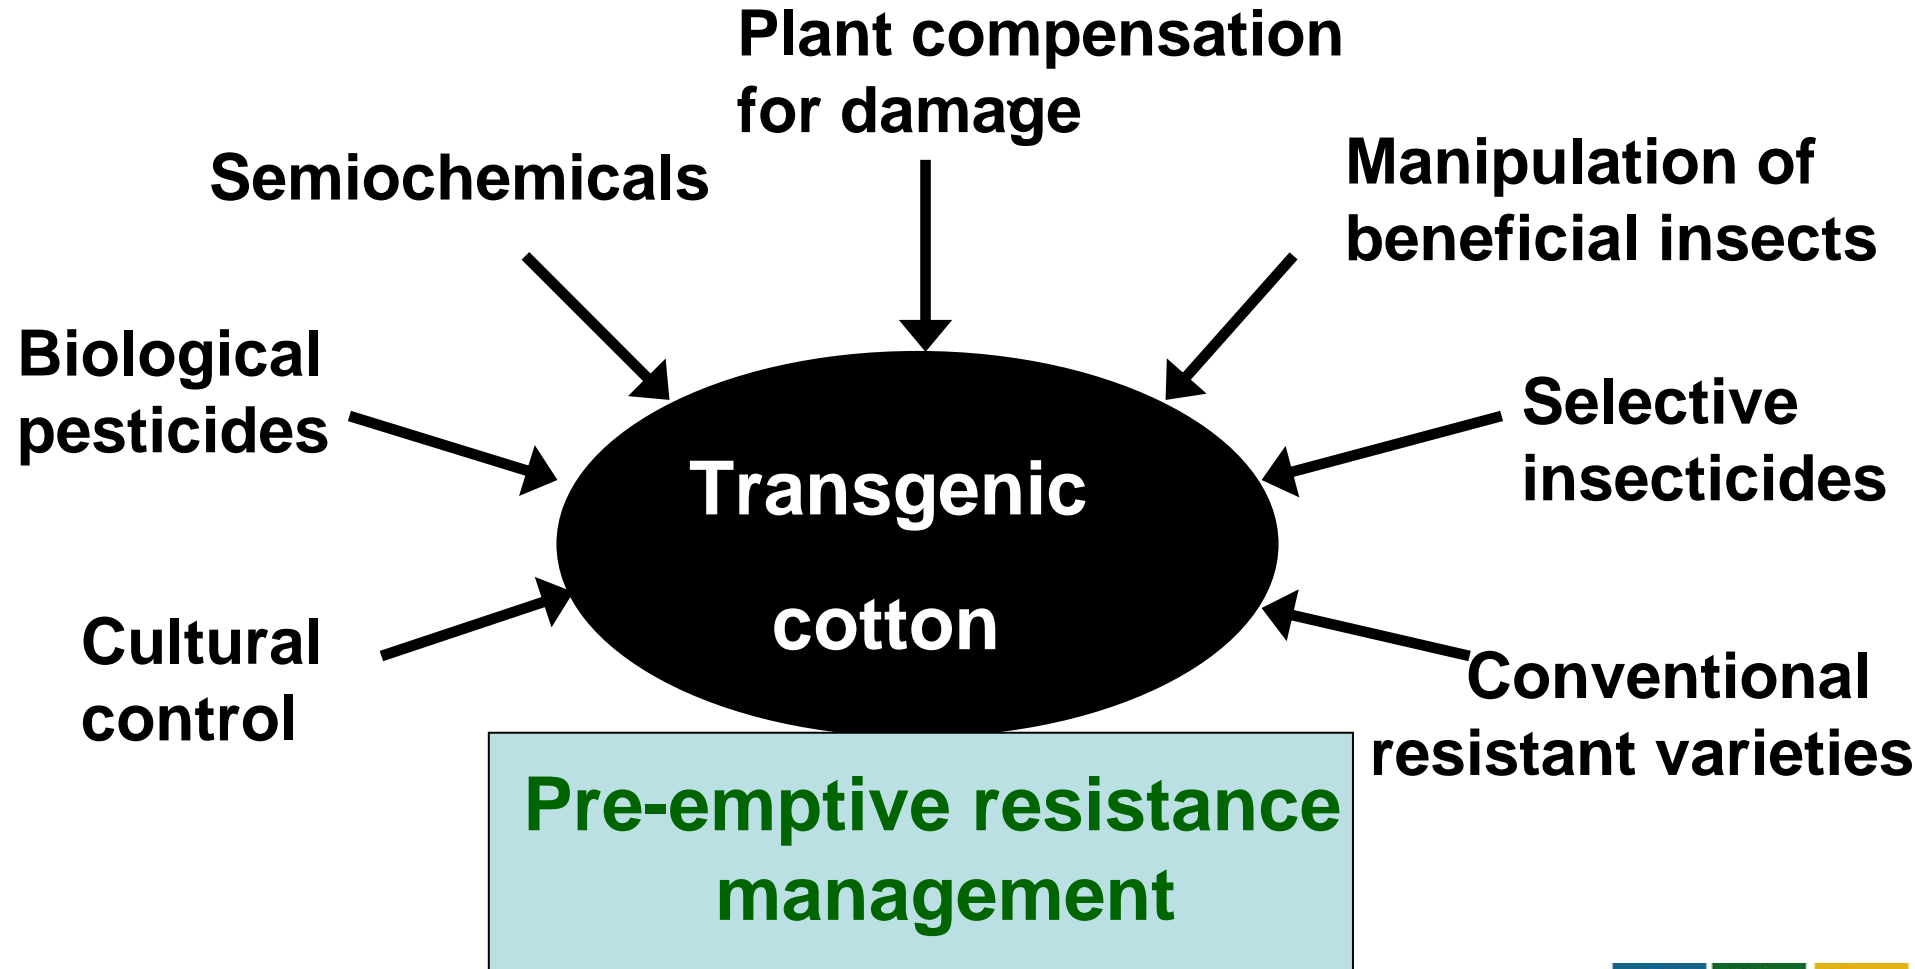 Plant compensation
for damage
Semiochemicals
Manipulation of
beneficial insects
Biological
pesticides
Selective
insecticides
Transgenic
cotton
Cultural
control
Conventional
resistant varieties
Pre-emptive resistance
management